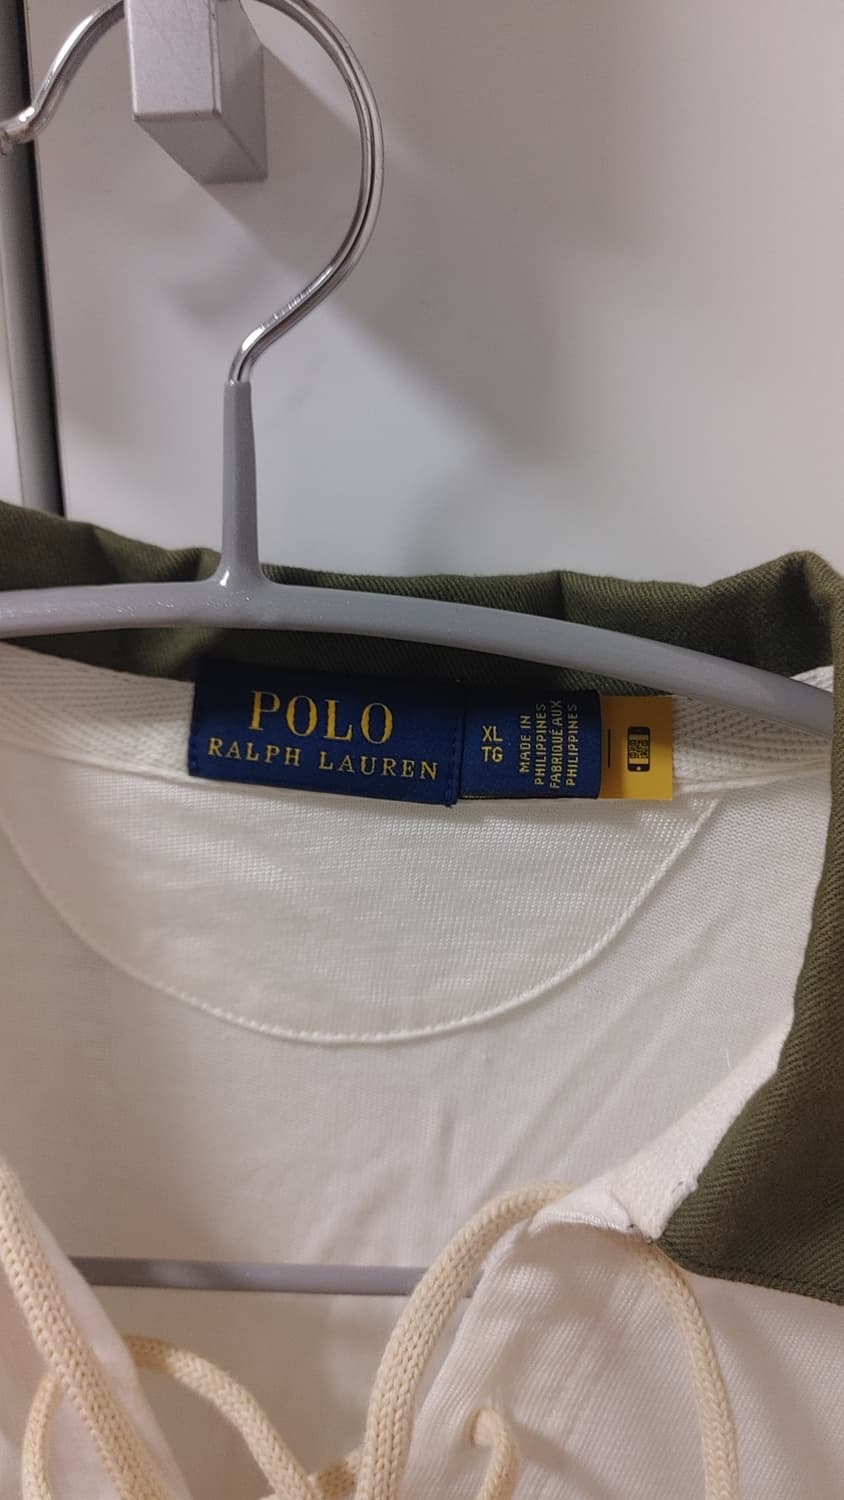 POLO
RALPH LAUREN
XL
TG
MADE IN
PHILIPPINES
FABRIQUÉ AUX
PHILIPPINES